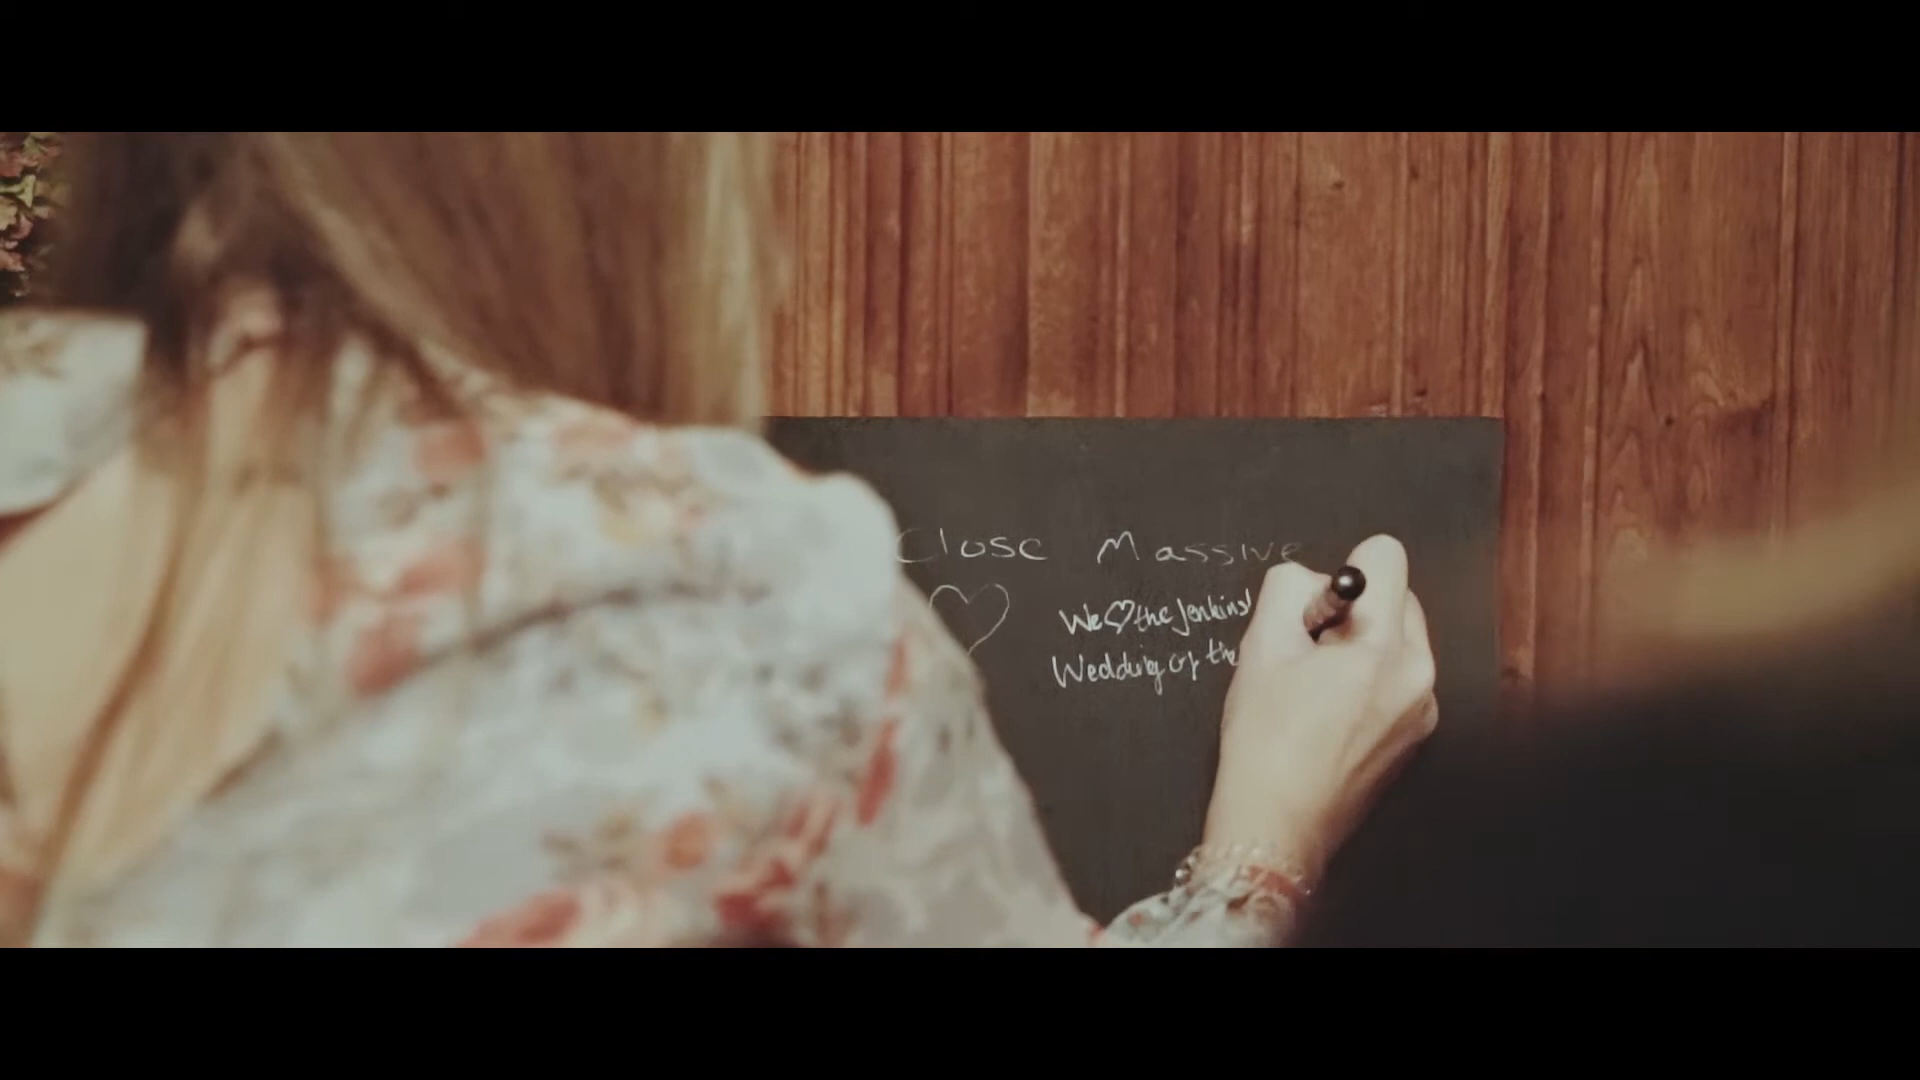 Close Massive
We ♡ the Jenkins'
Wedding of the